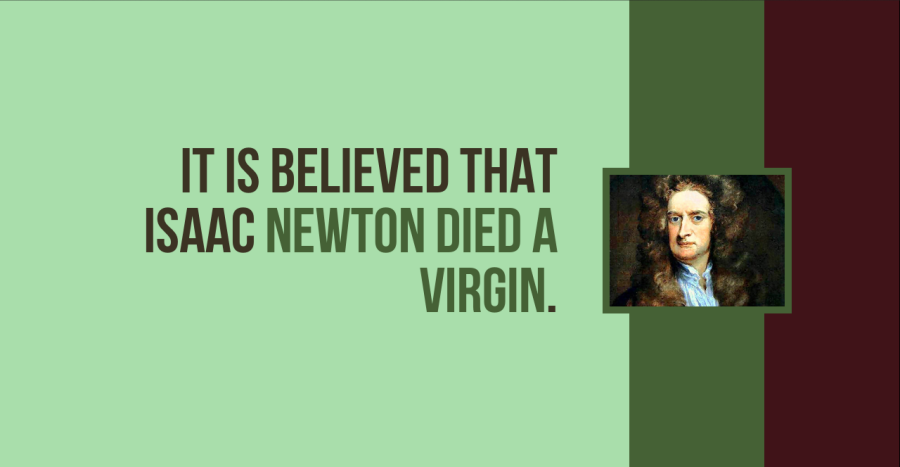 IT IS BELIEVED THAT
ISAAC NEWTON DIED A
VIRGIN.